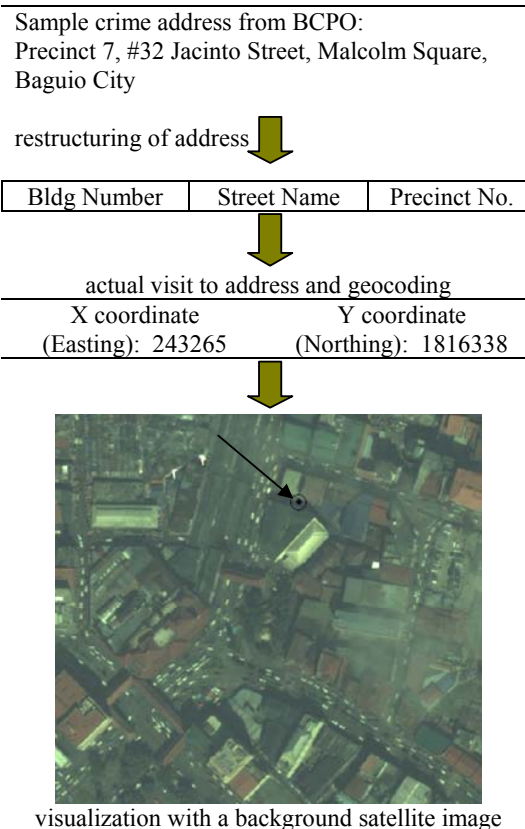 Sample crime address from BCPO:
Precinct 7, #32 Jacinto Street, Malcolm Square,
Baguio City
restructuring of address
Bldg Number Street Name Precinct No.
actual visit to address and geocoding
X coordinate Y coordinate
(Easting): 243265 (Northing): 1816338
visualization with a background satellite image